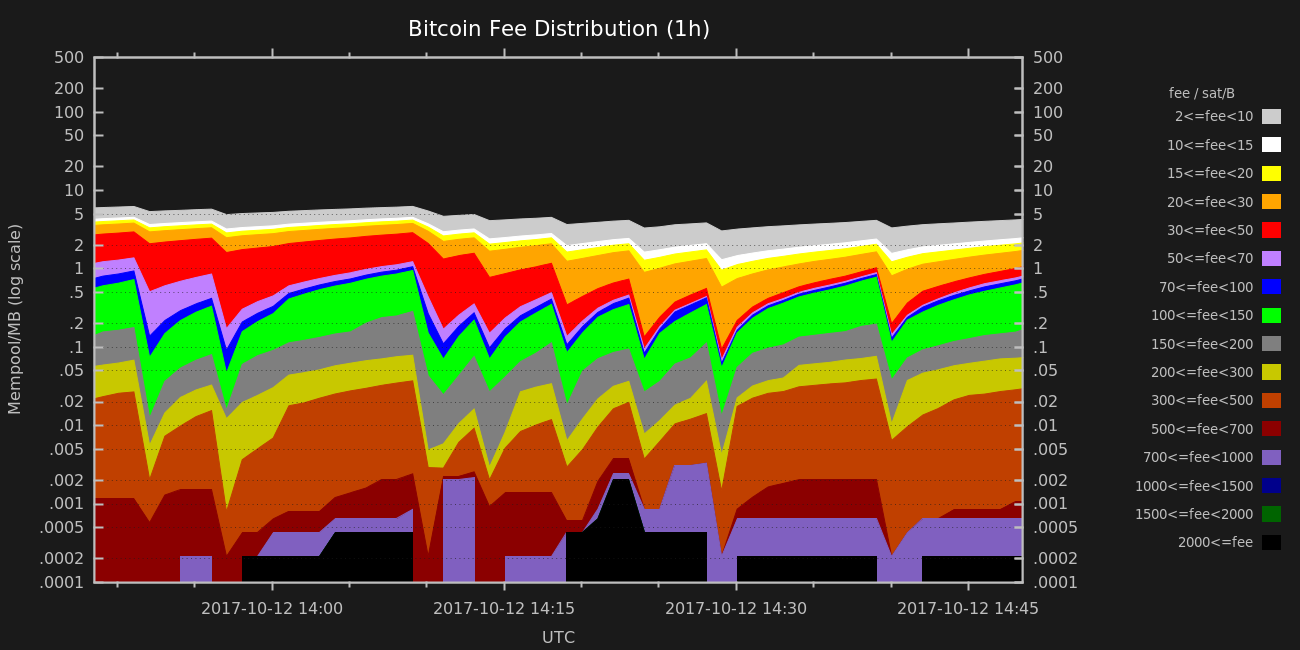 Bitcoin Fee Distribution (1h)
500 500
200 200
100 100
50 50
20 20
10 10
5 5
2 2
1 1
.5 .5
.2 .2
.1 .1
.05 .05
.02 .02
.01 .01
.005 .005
.002 .002
.001 .001
.0005 .0005
.0002 .0002
.0001 .0001
Mempool/MB (log scale)
2017-10-12 14:00 2017-10-12 14:15 2017-10-12 14:30 2017-10-12 14:45
UTC
fee / sat/B
2<=fee<10
10<=fee<15
15<=fee<20
20<=fee<30
30<=fee<50
50<=fee<70
70<=fee<100
100<=fee<150
150<=fee<200
200<=fee<300
300<=fee<500
500<=fee<700
700<=fee<1000
1000<=fee<1500
1500<=fee<2000
2000<=fee